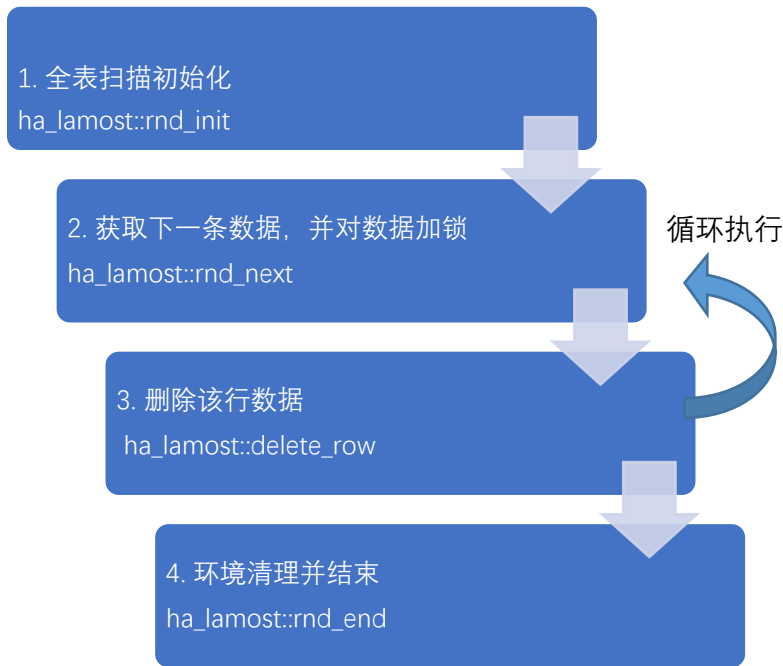 1. 全表扫描初始化
ha_lamost::rnd_init
2. 获取下一条数据，并对数据加锁
ha_lamost::rnd_next
循环执行
3. 删除该行数据
ha_lamost::delete_row
4. 环境清理并结束
ha_lamost::rnd_end